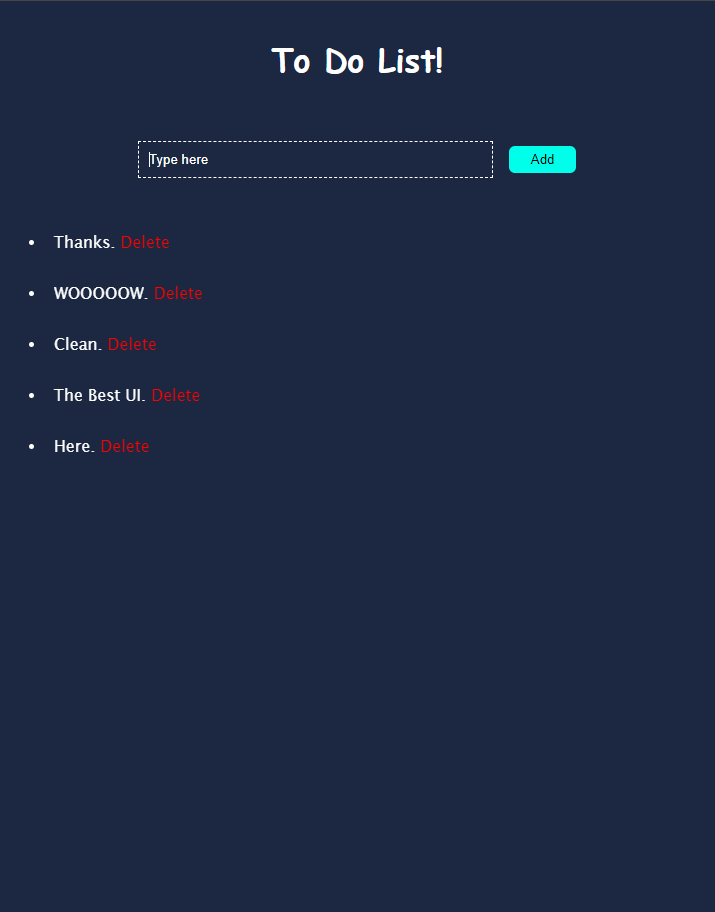 To Do List!
Type here Add
Thanks. Delete
WOOOOOW. Delete
Clean. Delete
The Best UI. Delete
Here. Delete